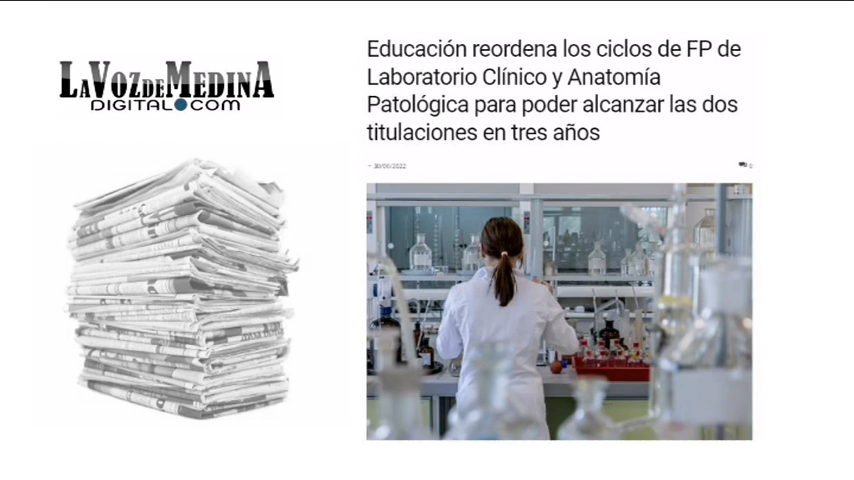 LAVOZDEMEDINA
DIGITAL.COM
Educación reordena los ciclos de FP de
Laboratorio Clínico y Anatomía
Patológica para poder alcanzar las dos
titulaciones en tres años
- 30/06/2022
0